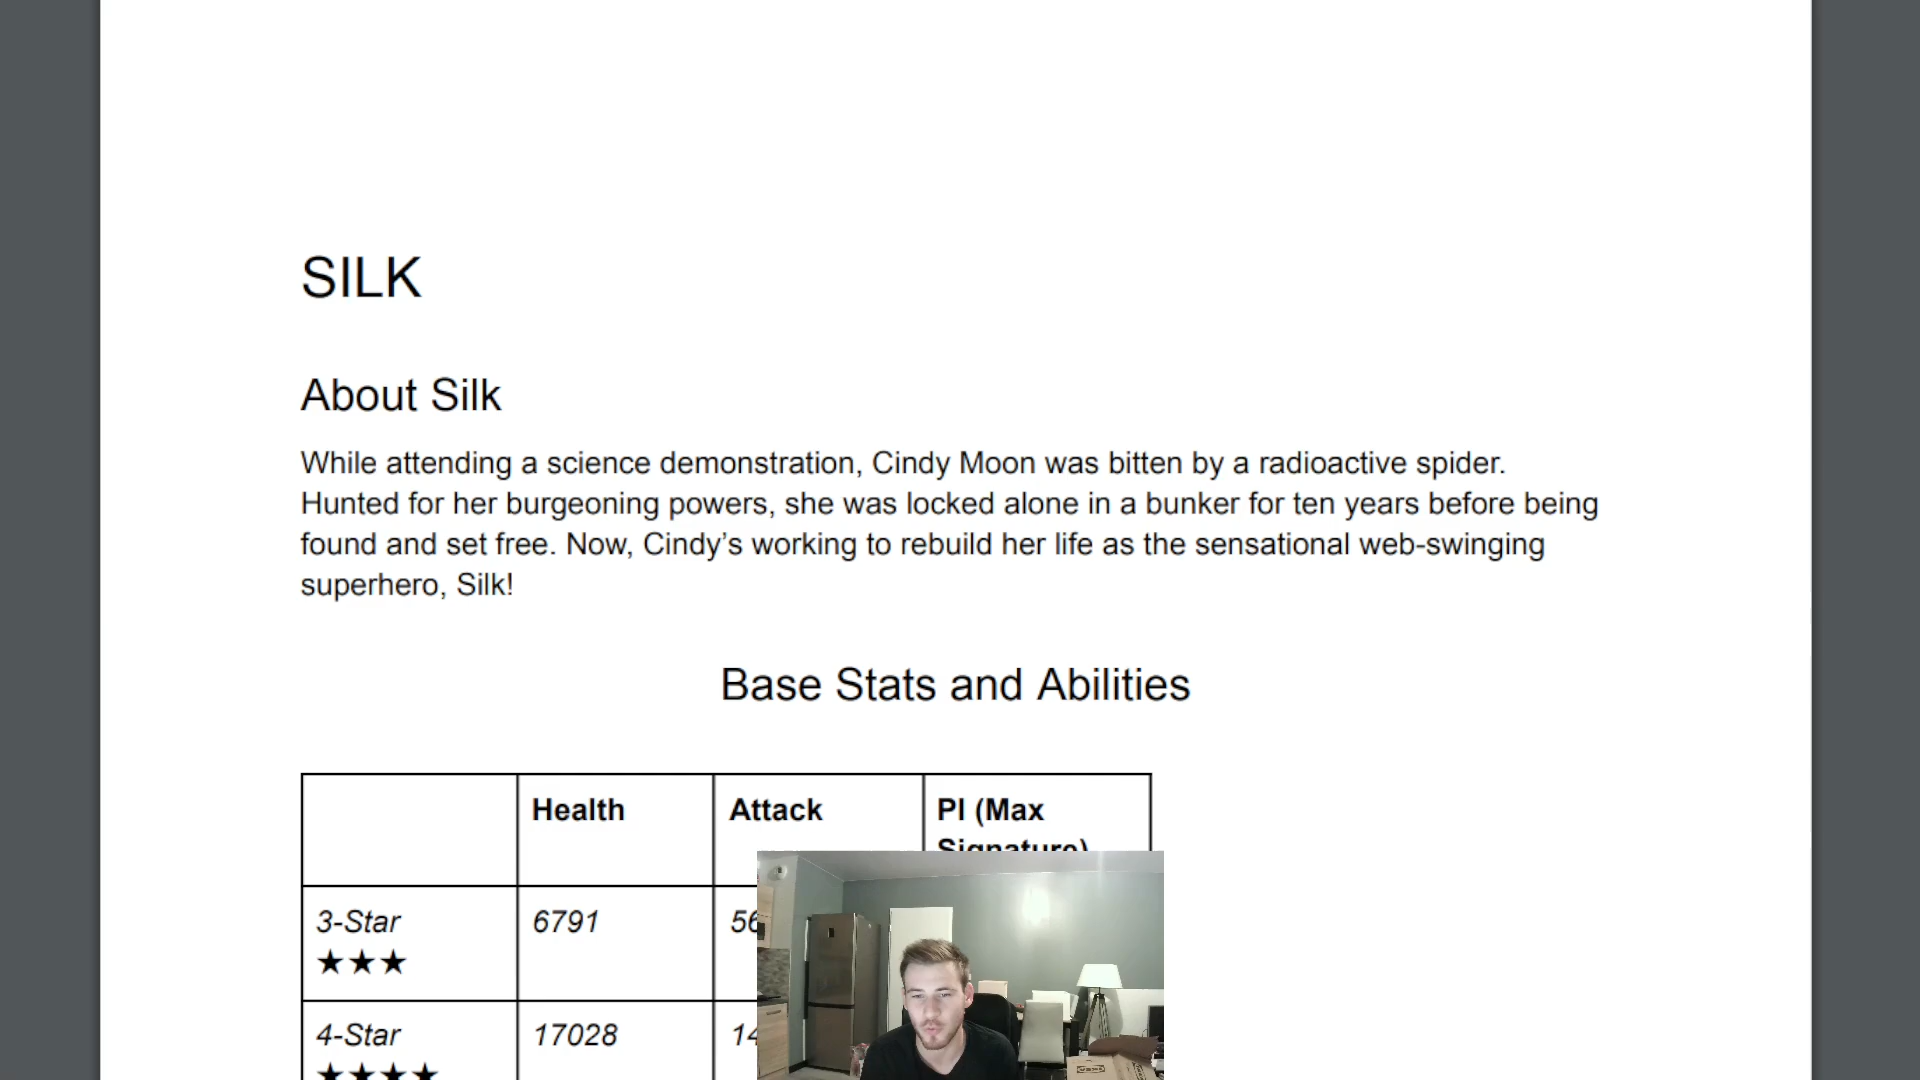 SILK
About Silk
While attending a science demonstration, Cindy Moon was bitten by a radioactive spider.
Hunted for her burgeoning powers, she was locked alone in a bunker for ten years before being
found and set free. Now, Cindy’s working to rebuild her life as the sensational web-swinging
superhero, Silk!
Base Stats and Abilities
Health Attack PI (Max
Signature)
3-Star 6791
★★★
4-Star 17028
★★★★